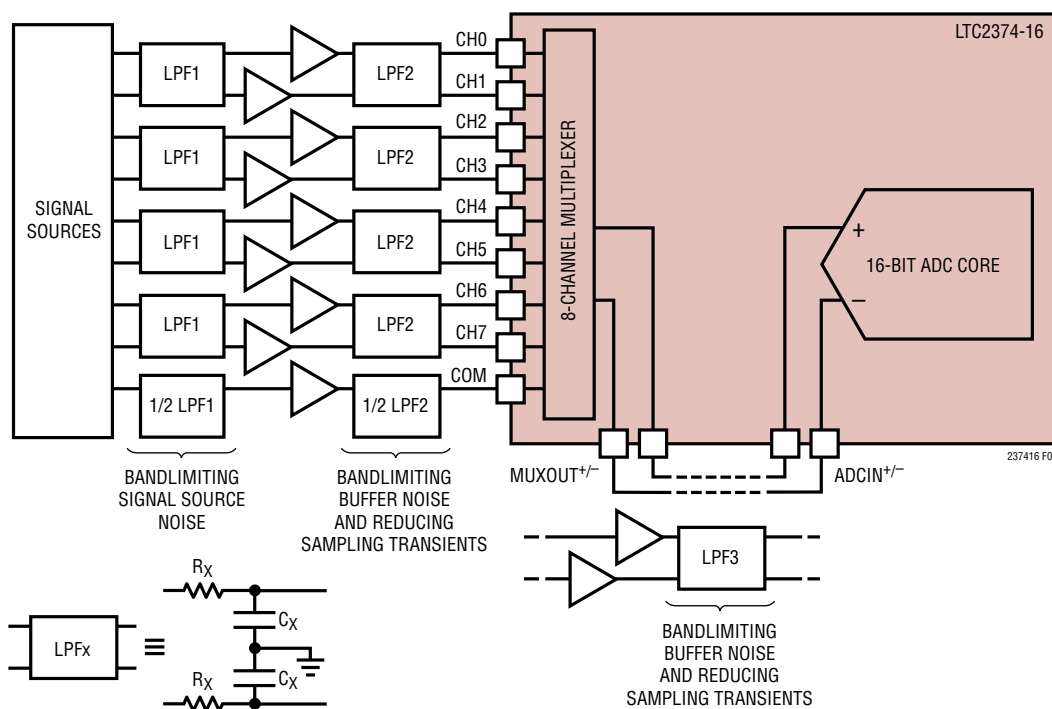 LTC2374-16
SIGNAL
SOURCES
LPF1
LPF1
LPF1
LPF1
1/2 LPF1
LPF2
LPF2
LPF2
LPF2
1/2 LPF2
CH0
CH1
CH2
CH3
CH4
CH5
CH6
CH7
COM
8-CHANNEL MULTIPLEXER
+
16-BIT ADC CORE
–
237416 F0
BANDLIMITING
SIGNAL SOURCE
NOISE
BANDLIMITING
BUFFER NOISE
AND REDUCING
SAMPLING TRANSIENTS
MUXOUT+/–
ADCIN+/–
LPF3
BANDLIMITING
BUFFER NOISE
AND REDUCING
SAMPLING TRANSIENTS
LPFx
≡
RX
CX
CX
RX